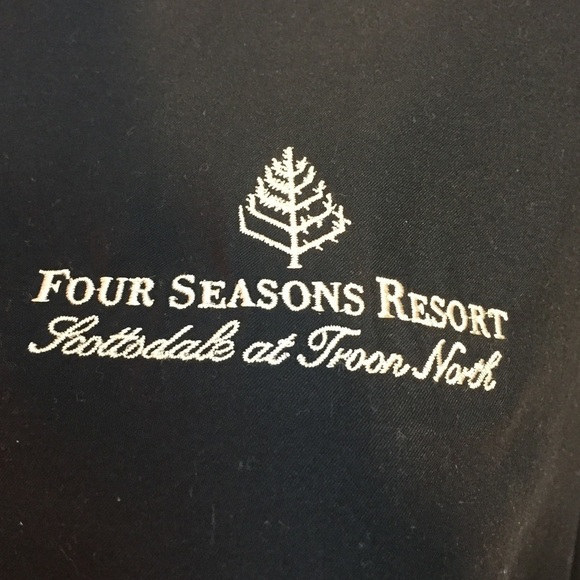 FOUR SEASONS RESORT
Scottsdale at Troon North